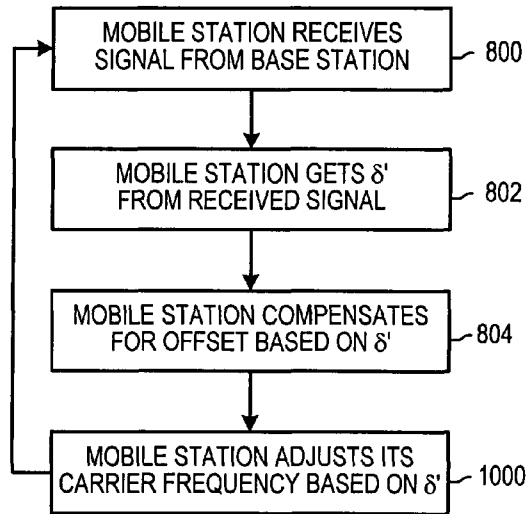 MOBILE STATION RECEIVES
SIGNAL FROM BASE STATION
800
MOBILE STATION GETS δ'
FROM RECEIVED SIGNAL
802
MOBILE STATION COMPENSATES
FOR OFFSET BASED ON δ'
804
MOBILE STATION ADJUSTS ITS
CARRIER FREQUENCY BASED ON δ'
1000